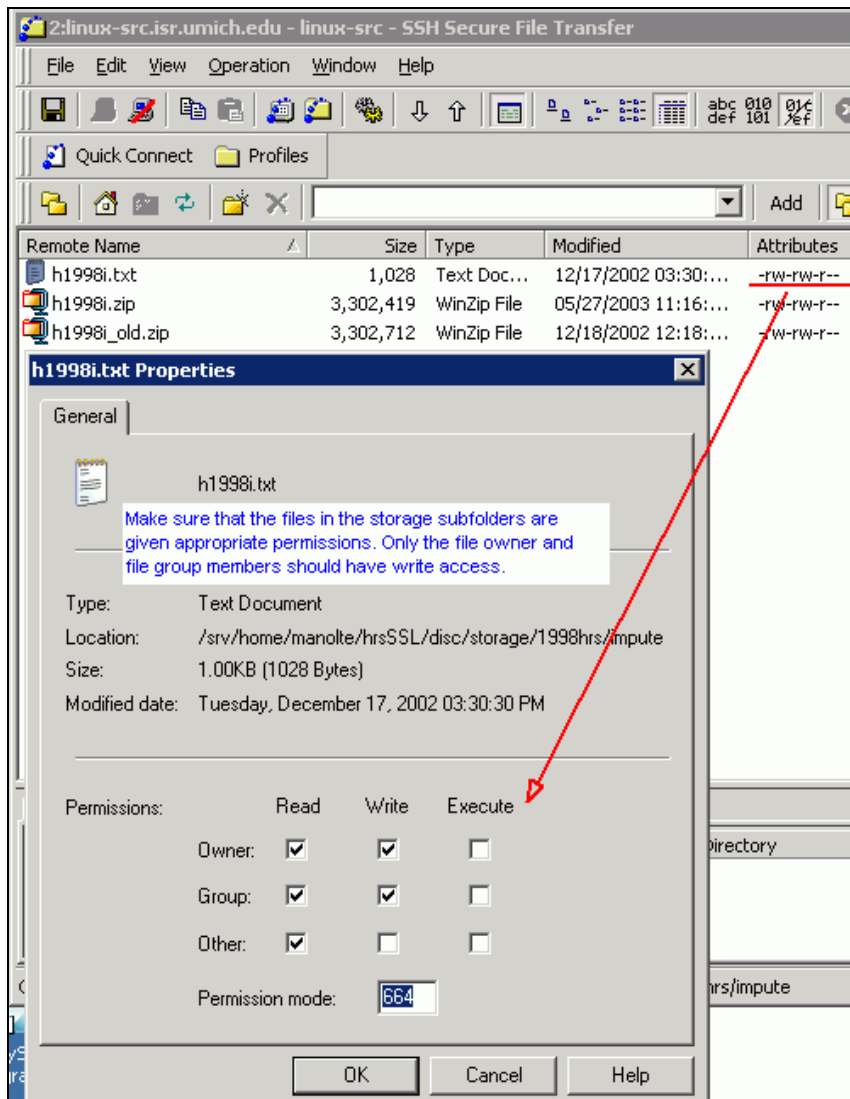 2:linux-src.isr.umich.edu - linux-src - SSH Secure File Transfer
File Edit View Operation Window Help
abc def 010 101
Quick Connect Profiles
Add
Remote Name Size Type Modified Attributes
h1998i.txt 1,028 Text Doc... 12/17/2002 03:30:... -rw-rw-r--
h1998i.zip 3,302,419 WinZip File 05/27/2003 11:16:... -rw-rw-r--
h1998i_old.zip 3,302,712 WinZip File 12/18/2002 12:18:... -rw-rw-r--
h1998i.txt Properties
General
h1998i.txt
Make sure that the files in the storage subfolders are
given appropriate permissions. Only the file owner and
file group members should have write access.
Type: Text Document
Location: /srv/home/manolte/hrsSSL/disc/storage/1998hrs/impute
Size: 1.00KB (1028 Bytes)
Modified date: Tuesday, December 17, 2002 03:30:30 PM
Permissions: Read Write Execute
Owner:
irectory
Group:
Other:
hrs/impute
Permission mode: 664
OK Cancel Help